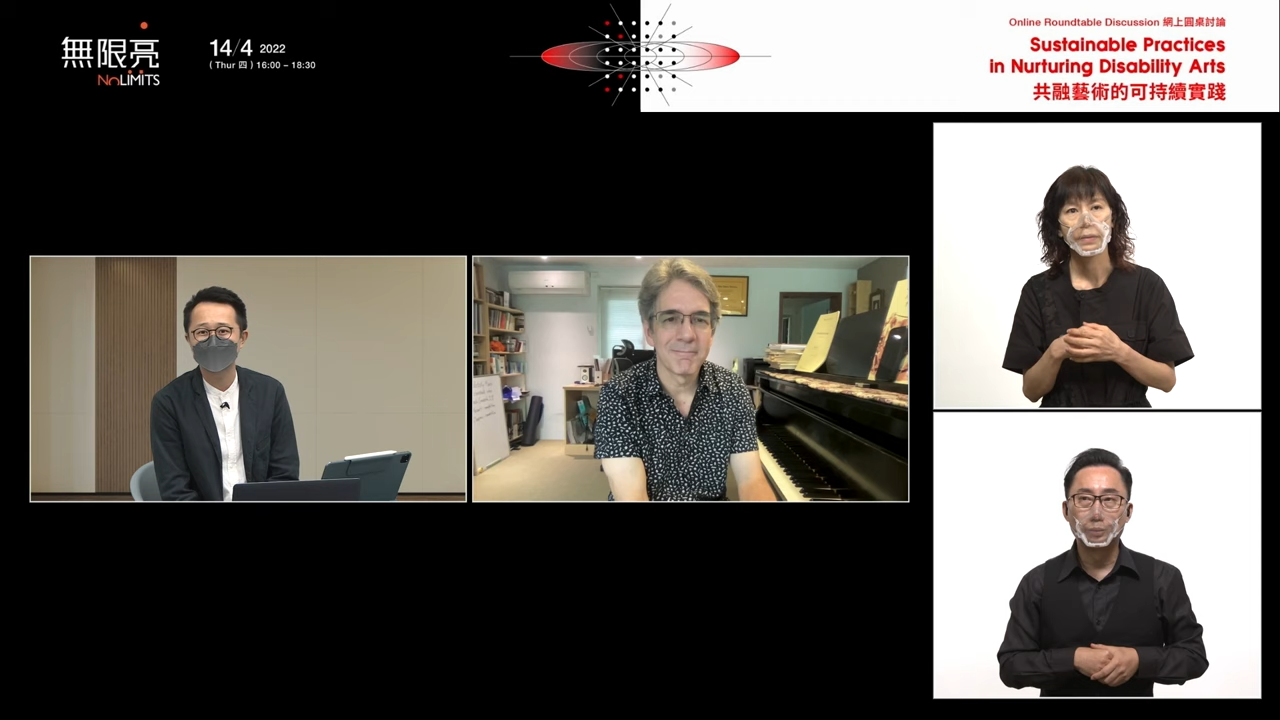 無限亮
NoLIMITS
14/4 2022
( Thur 四 ) 16:00 – 18:30
Online Roundtable Discussion 網上圓桌討論
Sustainable Practices
in Nurturing Disability Arts
共融藝術的可持續實踐